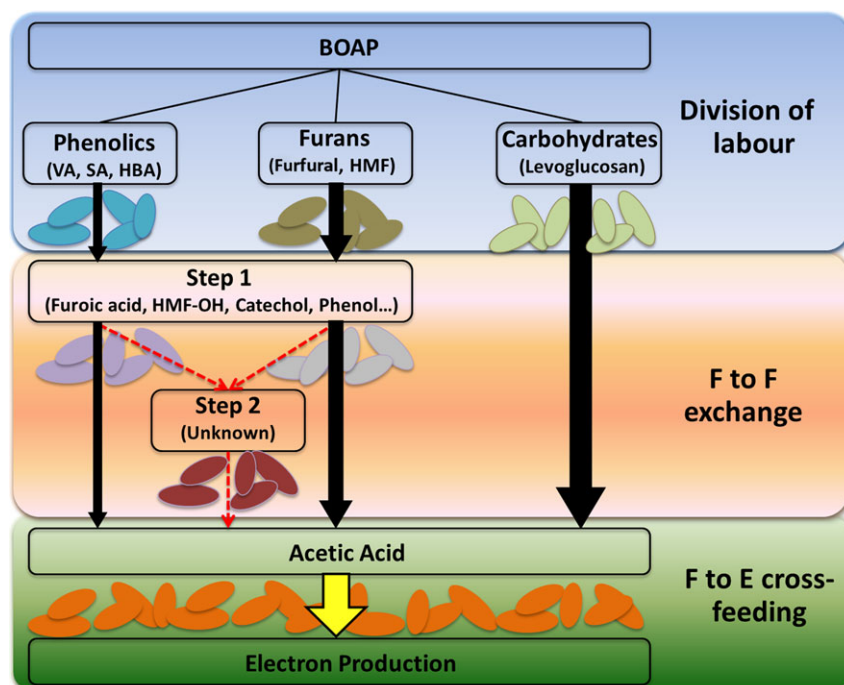 BOAP
Division of
labour
Phenolics
(VA, SA, HBA)
Furans
(Furfural, HMF)
Carbohydrates
(Levoglucosan)
Step 1
(Furoic acid, HMF-OH, Catechol, Phenol...)
F to F
exchange
Step 2
(Unknown)
Acetic Acid
F to E cross-
feeding
Electron Production